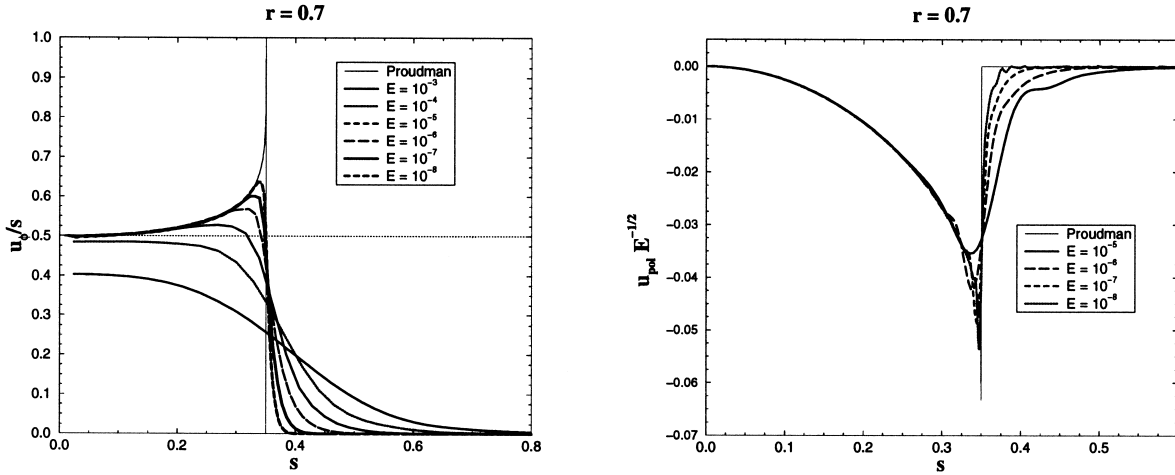 r = 0.7
1.0
0.9
0.8
0.7
0.6
0.5
0.4
0.3
0.2
0.1
0.0
uϕ/s
Proudman
E = 10⁻³
E = 10⁻⁴
E = 10⁻⁵
E = 10⁻⁶
E = 10⁻⁷
E = 10⁻⁸
0.0
0.2
0.4
0.6
0.8
s
r = 0.7
0.00
−0.01
−0.02
−0.03
−0.04
−0.05
−0.06
−0.07
u_pol E^−1/2
Proudman
E = 10⁻⁵
E = 10⁻⁶
E = 10⁻⁷
E = 10⁻⁸
0.0
0.1
0.2
0.3
0.4
0.5
s